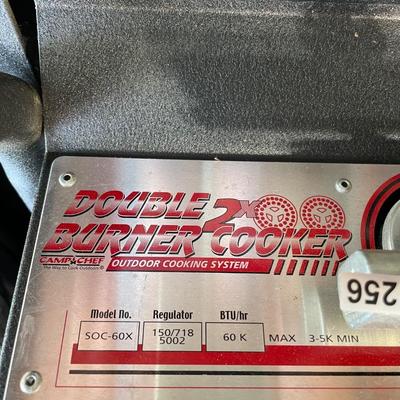 DOUBLE 2X
BURNER COOKER
CAMP CHEF
The Way to Cook Outdoors ®
OUTDOOR COOKING SYSTEM
Model No. Regulator BTU/hr
SOC-60X 150/718 5002 60 K MAX 3-5K MIN
256